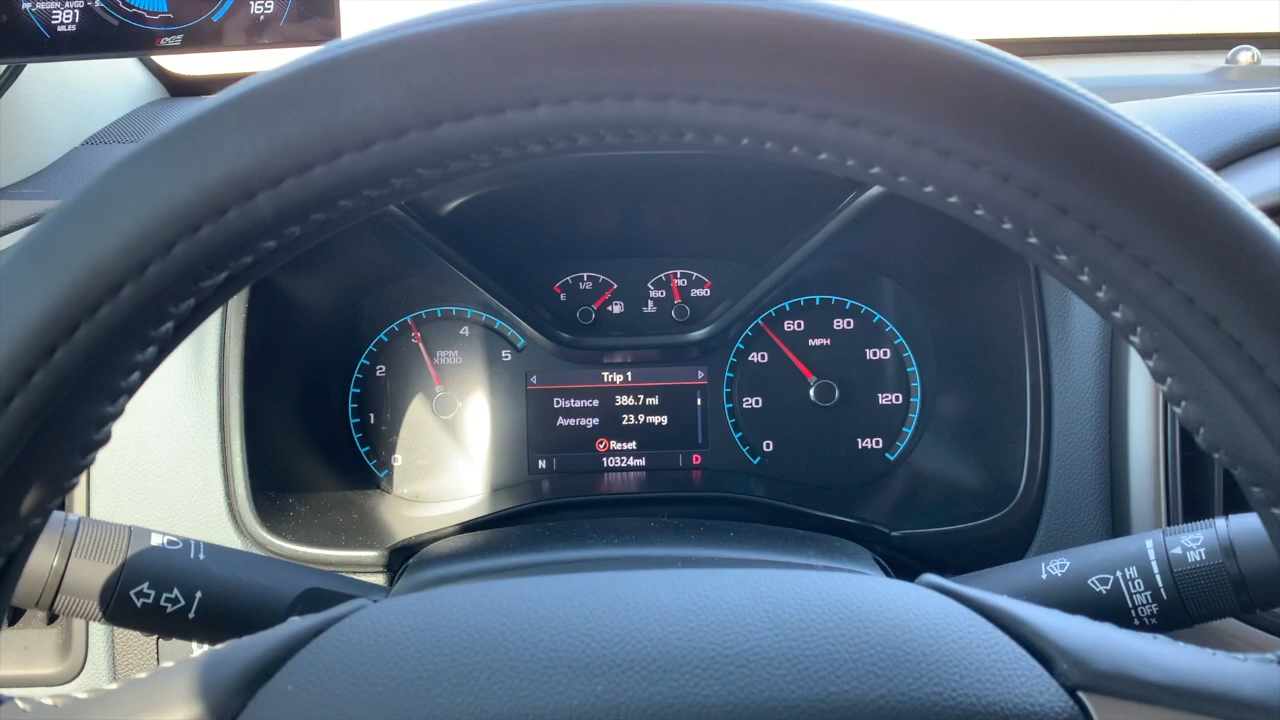 PF_REGEN_AVGD - S
381
MILES
169
F
EDGE
E
1/2
160
210
260
0
1
2
3
4
5
RPM
X1000
0
20
40
60
80
100
120
140
MPH
Trip 1
Distance 386.7 mi
Average 23.9 mpg
Reset
N 10324mi D
INT
HI
LO
INT
OFF
1x